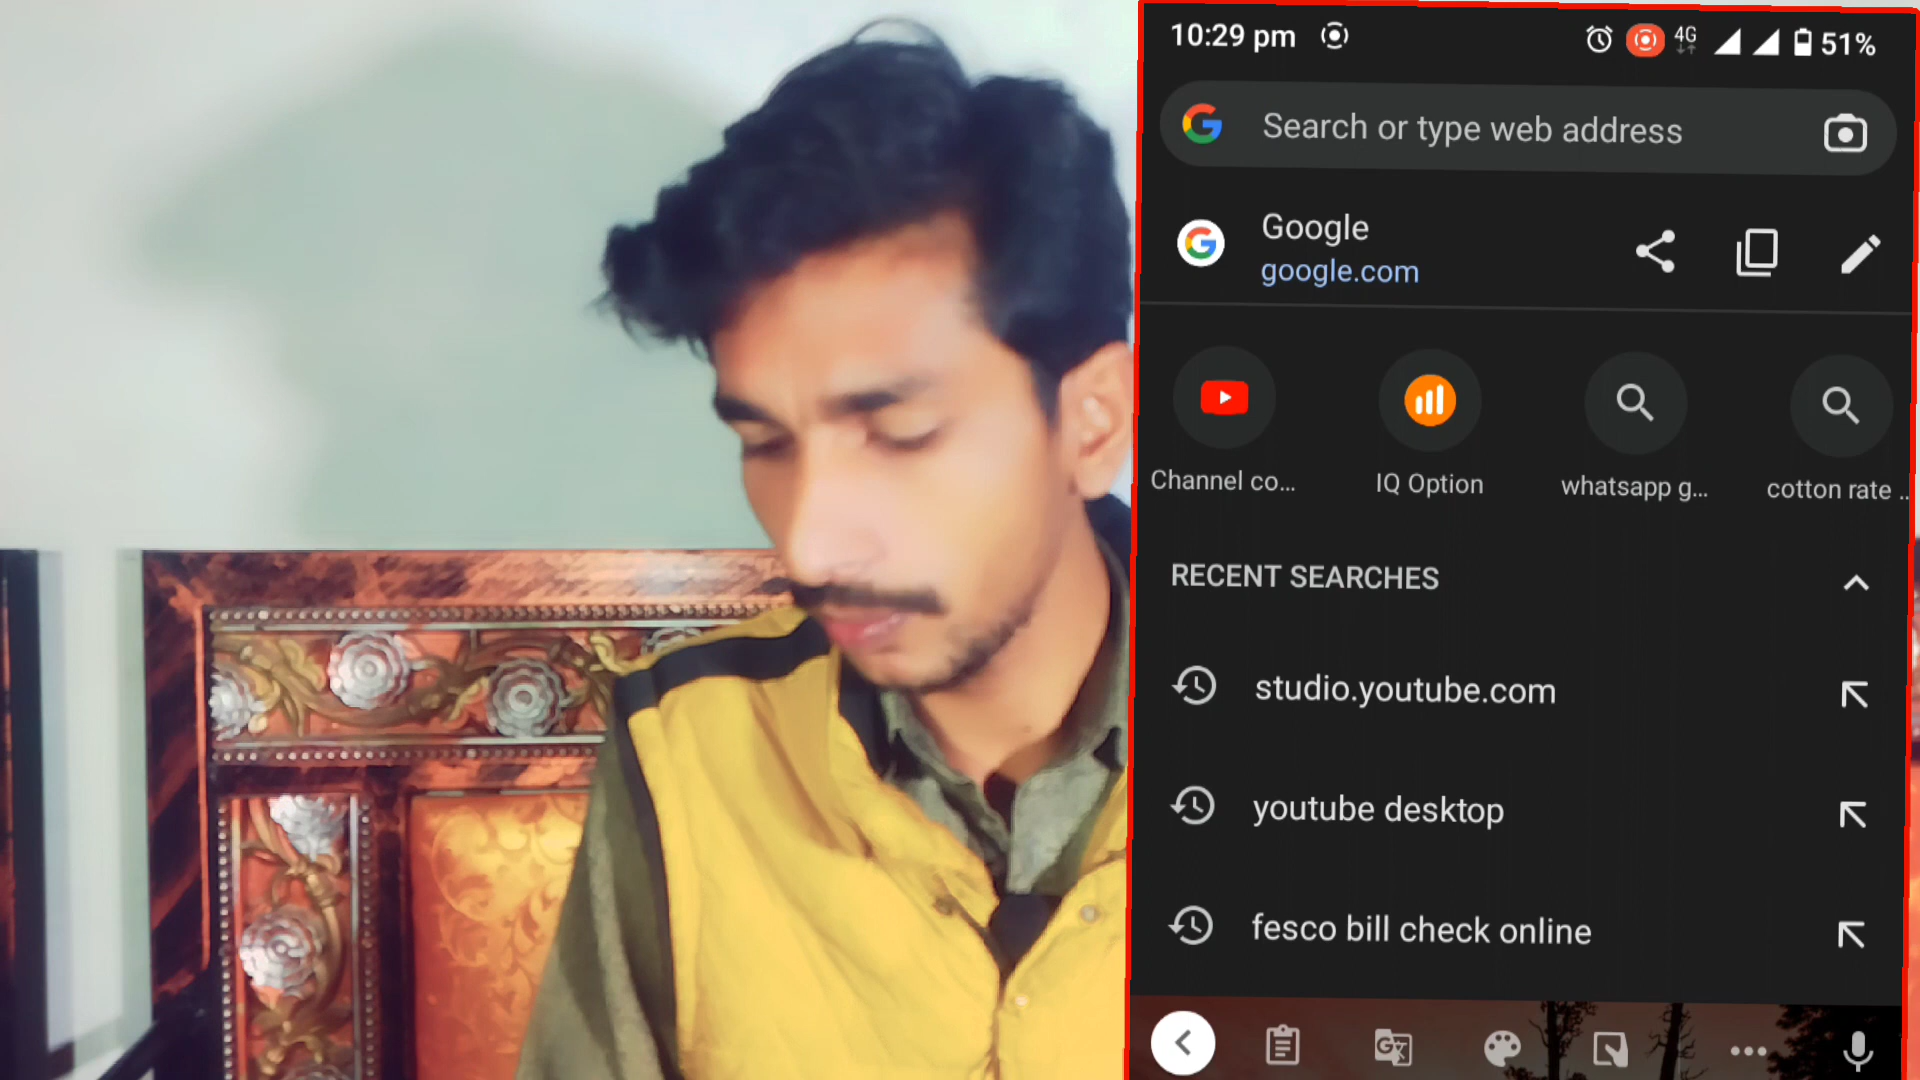 10:29 pm 4G 51%
Search or type web address
Google
google.com
Channel co... IQ Option whatsapp g... cotton rate ..
RECENT SEARCHES
studio.youtube.com
youtube desktop
fesco bill check online